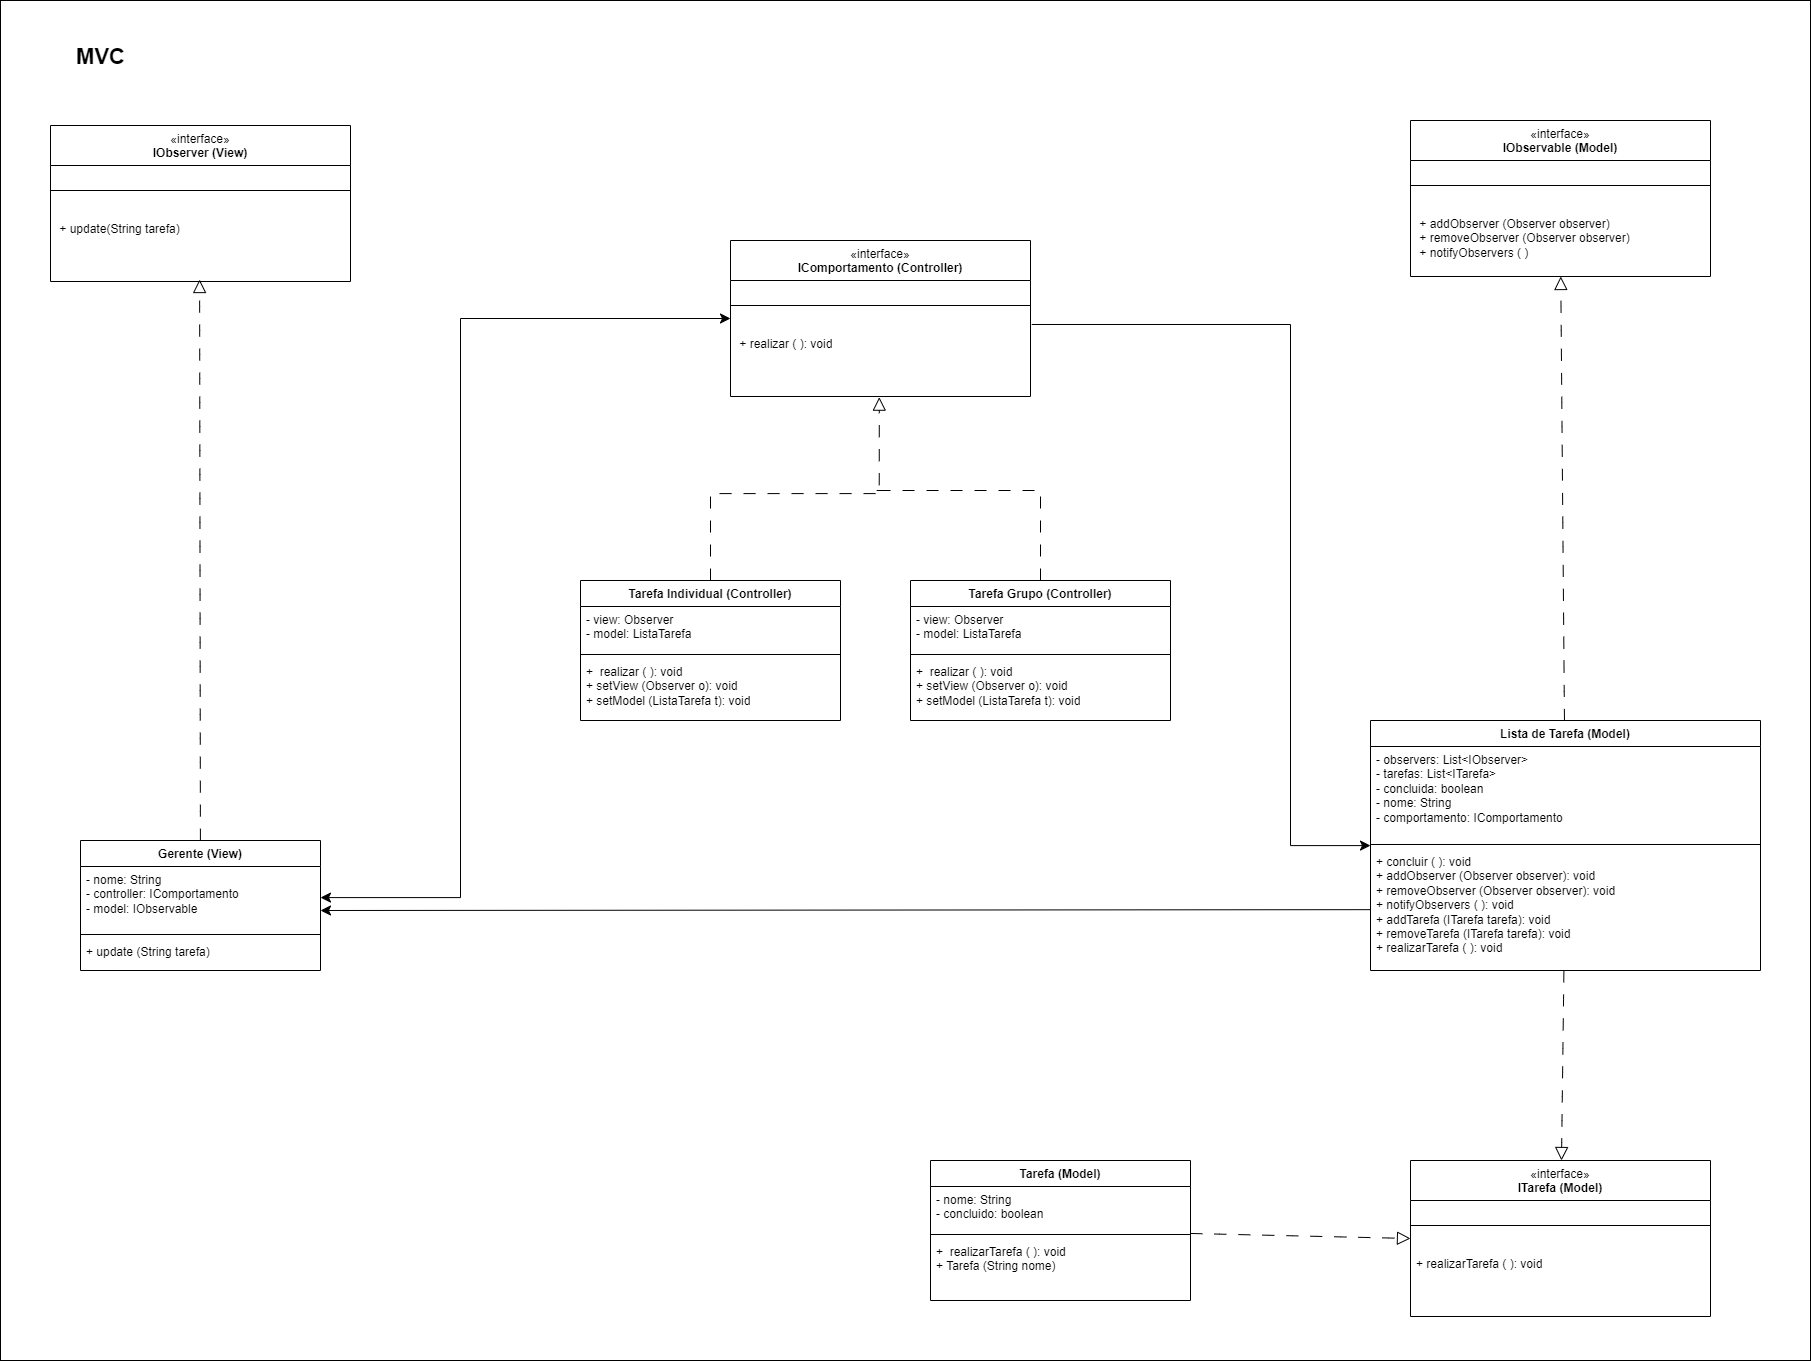 MVC
«interface»
IObserver (View)
+ update(String tarefa)
«interface»
IObservable (Model)
+ addObserver (Observer observer)
+ removeObserver (Observer observer)
+ notifyObservers ( )
«interface»
IComportamento (Controller)
+ realizar ( ): void
Tarefa Individual (Controller)
- view: Observer
- model: ListaTarefa
+ realizar ( ): void
+ setView (Observer o): void
+ setModel (ListaTarefa t): void
Tarefa Grupo (Controller)
- view: Observer
- model: ListaTarefa
+ realizar ( ): void
+ setView (Observer o): void
+ setModel (ListaTarefa t): void
Lista de Tarefa (Model)
- observers: List<IObserver>
- tarefas: List<ITarefa>
- concluida: boolean
- nome: String
- comportamento: IComportamento
+ concluir ( ): void
+ addObserver (Observer observer): void
+ removeObserver (Observer observer): void
+ notifyObservers ( ): void
+ addTarefa (ITarefa tarefa): void
+ removeTarefa (ITarefa tarefa): void
+ realizarTarefa ( ): void
Gerente (View)
- nome: String
- controller: IComportamento
- model: IObservable
+ update (String tarefa)
Tarefa (Model)
- nome: String
- concluido: boolean
+ realizarTarefa ( ): void
+ Tarefa (String nome)
«interface»
ITarefa (Model)
+ realizarTarefa ( ): void